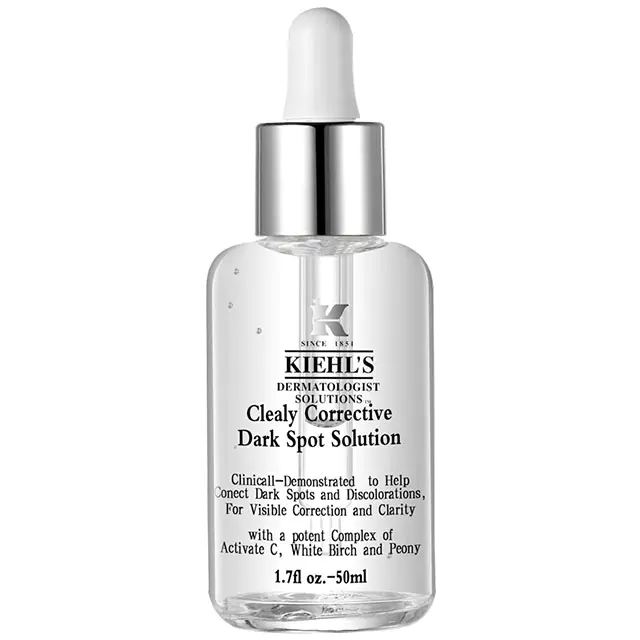 K
SINCE 1851
KIEHL'S
DERMATOLOGIST
SOLUTIONS™
Clealy Corrective
Dark Spot Solution
Clinicall-Demonstrated to Help
Conect Dark Spots and Discolorations,
For Visible Correction and Clarity
with a potent Complex of
Activate C, White Birch and Peony
1.7fl oz.-50ml